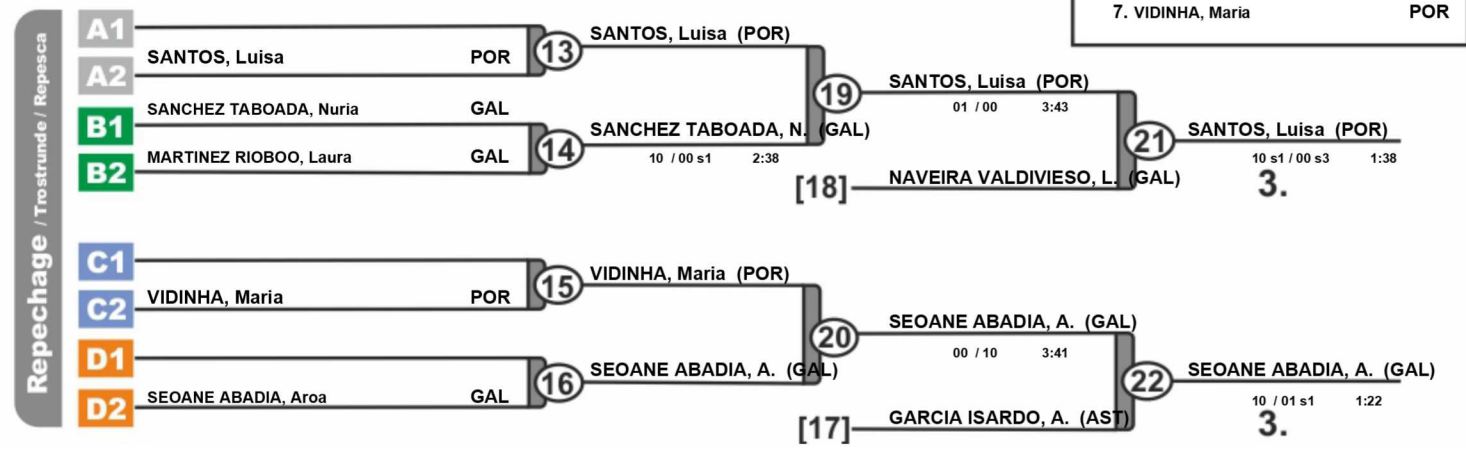 7. VIDINHA, Maria POR
Repechage / Trostrunde / Repesca
A1
SANTOS, Luisa POR
A2
13
SANTOS, Luisa (POR)
SANCHEZ TABOADA, Nuria GAL
B1
MARTINEZ RIOBOO, Laura GAL
B2
14
SANCHEZ TABOADA, N. (GAL)
10 / 00 s1 2:38
19
SANTOS, Luisa (POR)
01 / 00 3:43
[18]
NAVEIRA VALDIVIESO, L. (GAL)
21
SANTOS, Luisa (POR)
10 s1 / 00 s3 1:38
3.
C1
VIDINHA, Maria POR
C2
15
VIDINHA, Maria (POR)
D1
SEOANE ABADIA, Aroa GAL
D2
16
SEOANE ABADIA, A. (GAL)
20
SEOANE ABADIA, A. (GAL)
00 / 10 3:41
[17]
GARCIA ISARDO, A. (AST)
22
SEOANE ABADIA, A. (GAL)
10 / 01 s1 1:22
3.